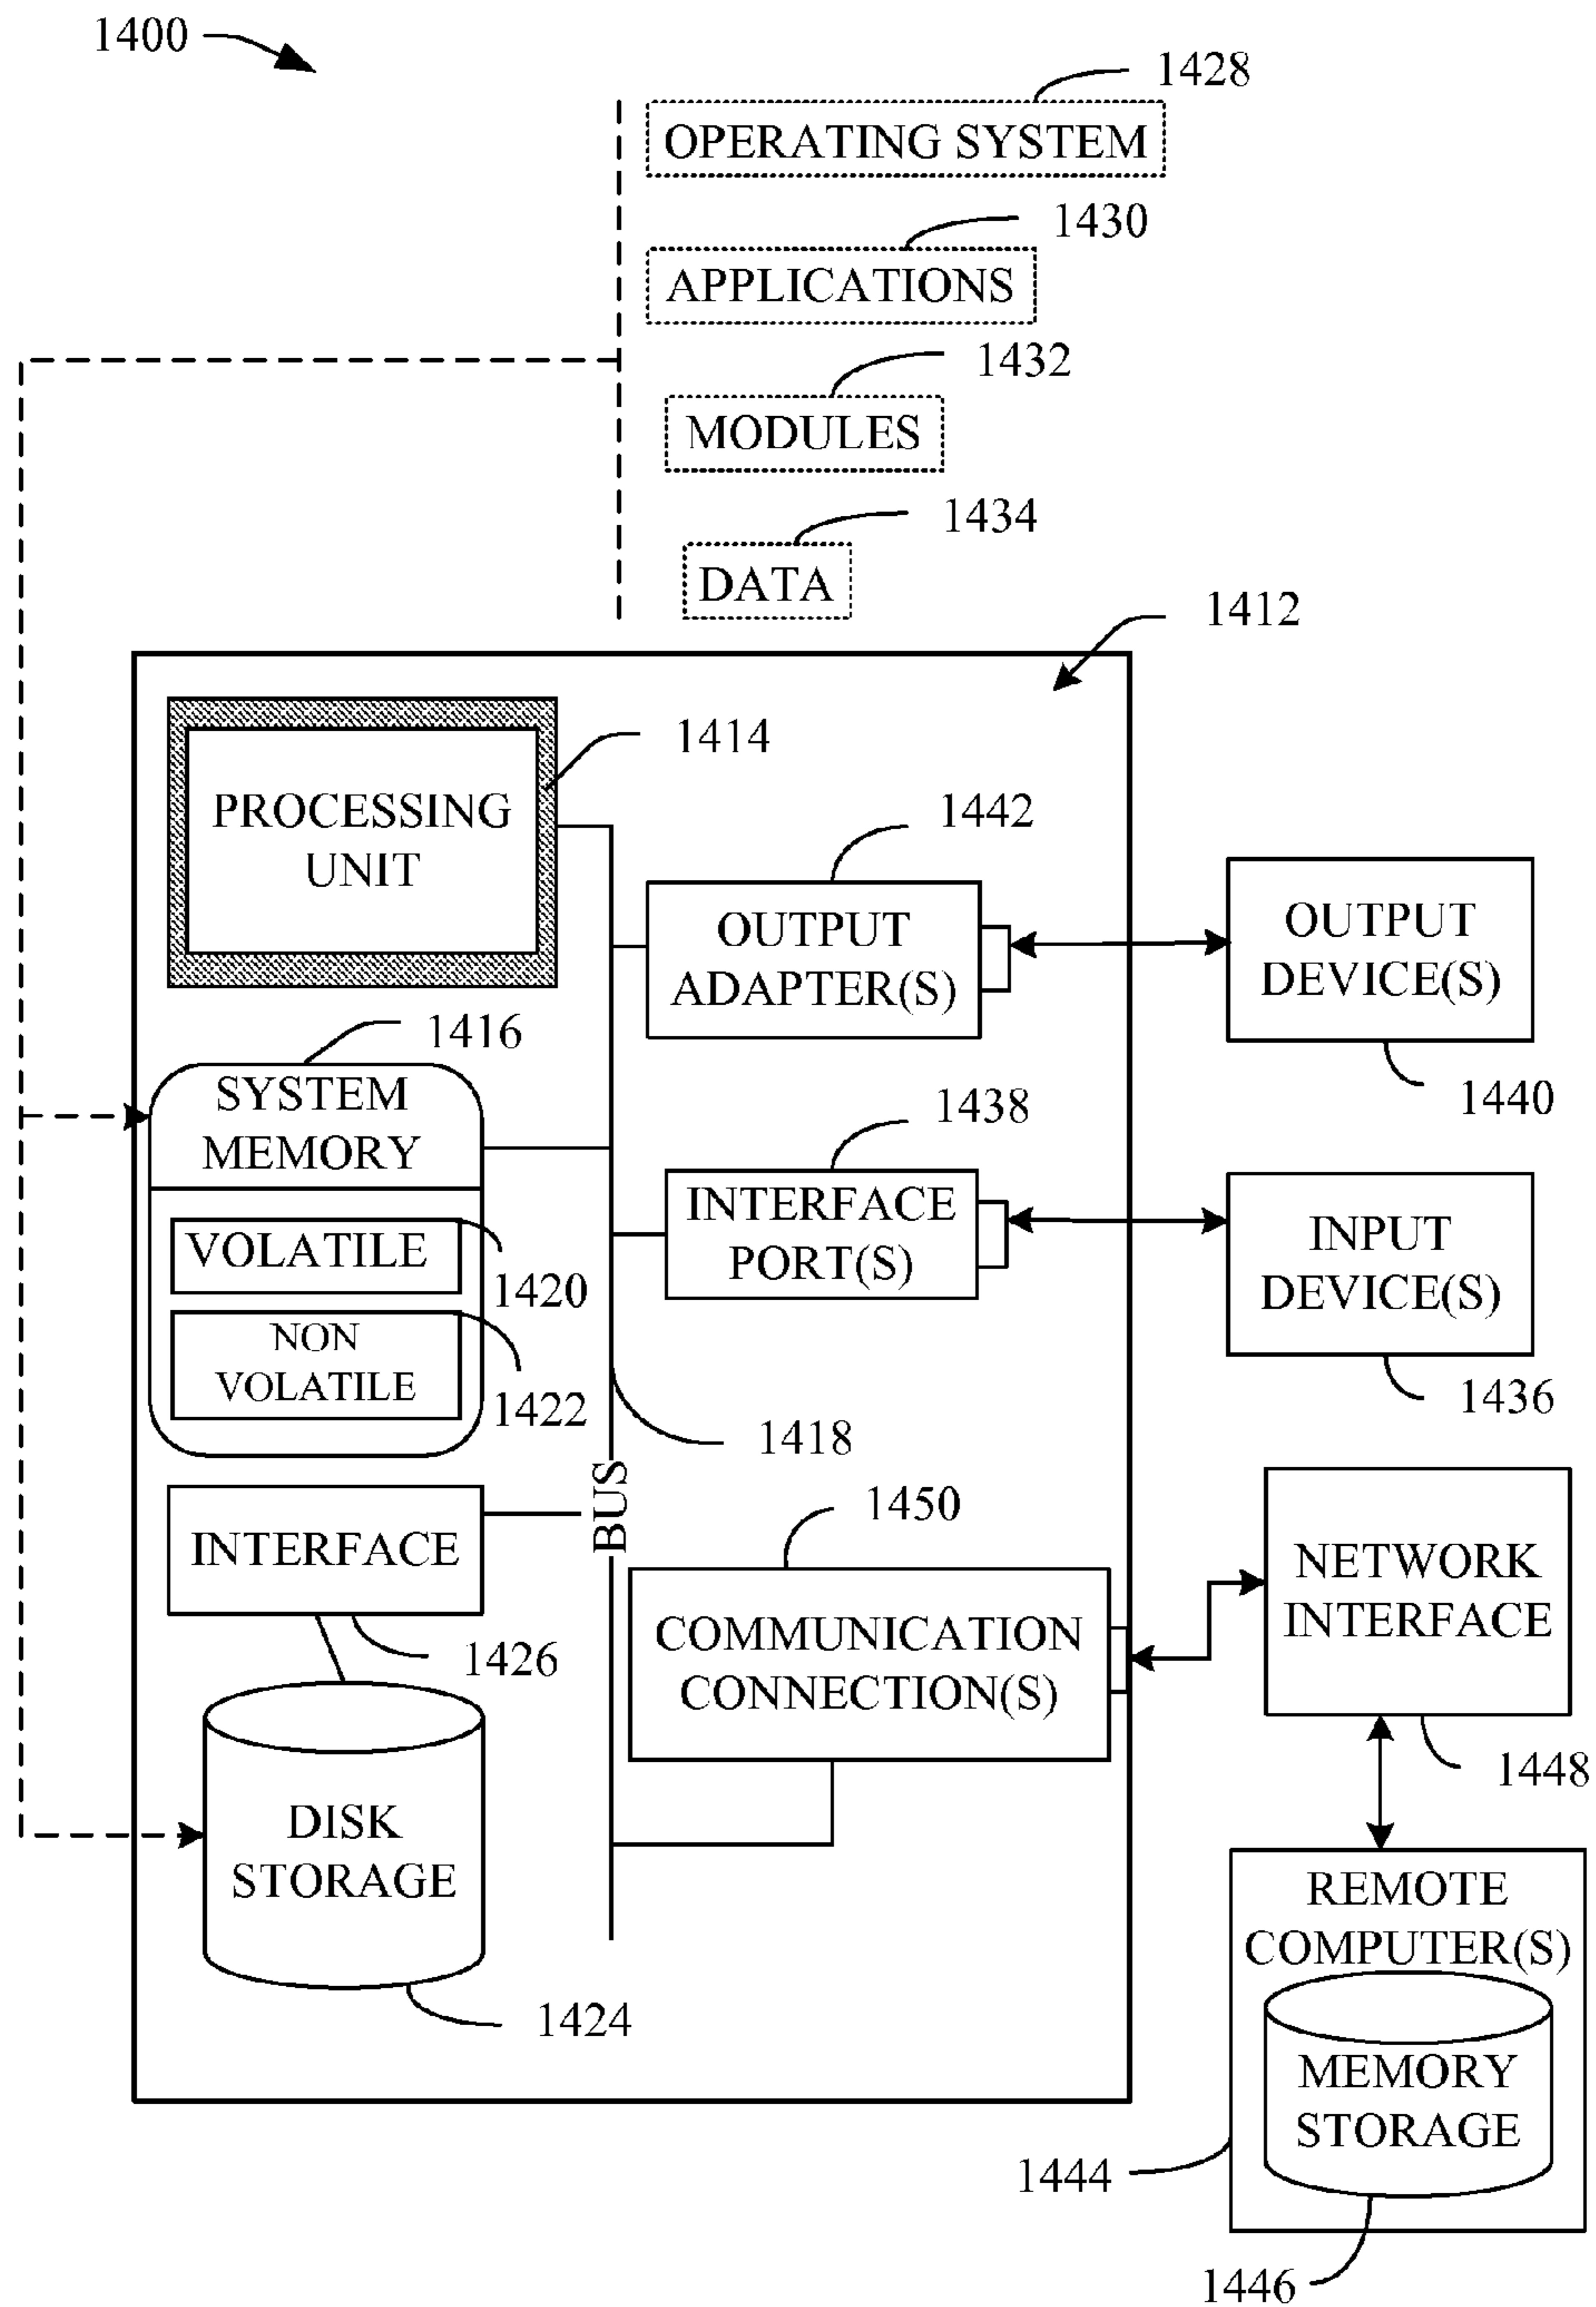 1400
1428
OPERATING SYSTEM
1430
APPLICATIONS
1432
MODULES
1434
DATA
1412
1414
PROCESSING
UNIT
1442
OUTPUT
ADAPTER(S)
OUTPUT
DEVICE(S)
1440
1416
SYSTEM
MEMORY
1438
INTERFACE
PORT(S)
INPUT
DEVICE(S)
1436
VOLATILE
1420
NON
VOLATILE
1422
1418
BUS
INTERFACE
1426
1450
COMMUNICATION
CONNECTION(S)
NETWORK
INTERFACE
1448
DISK
STORAGE
1424
REMOTE
COMPUTER(S)
MEMORY
STORAGE
1444
1446